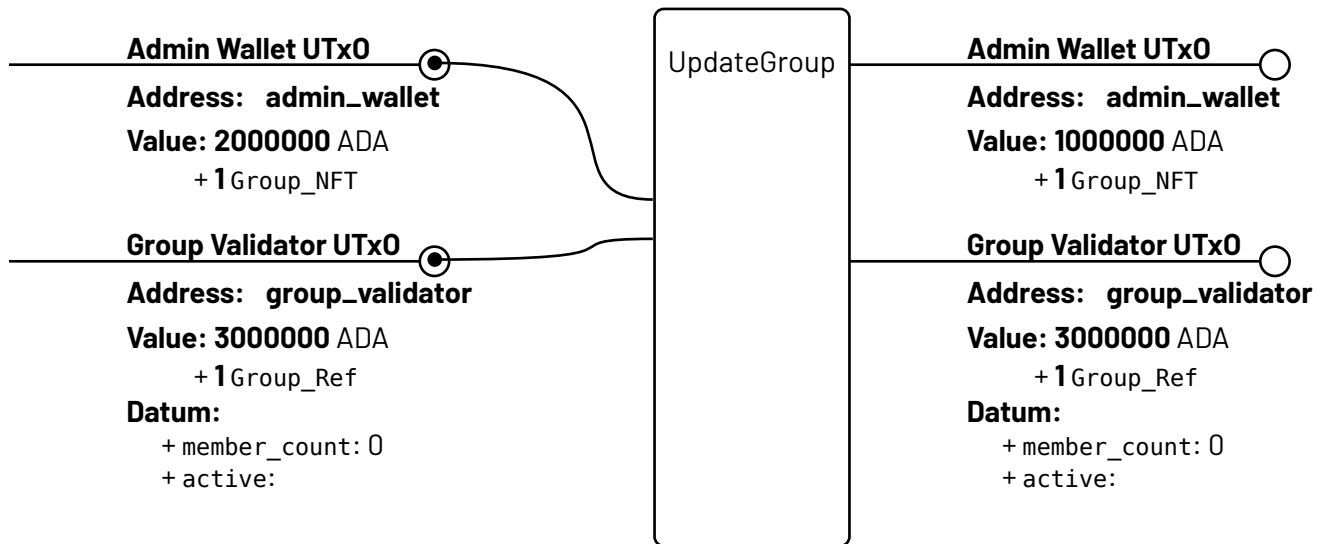 Admin Wallet UTxO
Address: admin_wallet
Value: 2000000 ADA
+ 1 Group_NFT
Group Validator UTxO
Address: group_validator
Value: 3000000 ADA
+ 1 Group_Ref
Datum:
+ member_count: 0
+ active:
UpdateGroup
Admin Wallet UTxO
Address: admin_wallet
Value: 1000000 ADA
+ 1 Group_NFT
Group Validator UTxO
Address: group_validator
Value: 3000000 ADA
+ 1 Group_Ref
Datum:
+ member_count: 0
+ active: